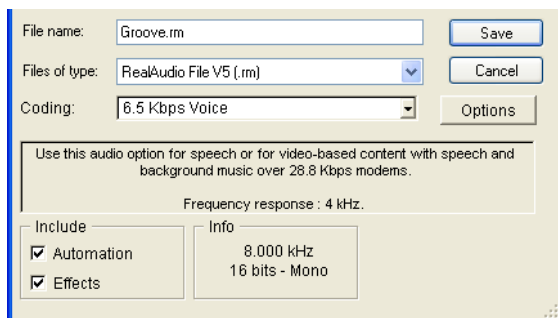 File name:
Groove.rm
Save
Files of type:
RealAudio File V5 (.rm)
Cancel
Coding:
6.5 Kbps Voice
Options
Use this audio option for speech or for video-based content with speech and
background music over 28.8 Kbps modems.
Frequency response : 4 kHz.
Include
Automation
Effects
Info
8.000 kHz
16 bits - Mono